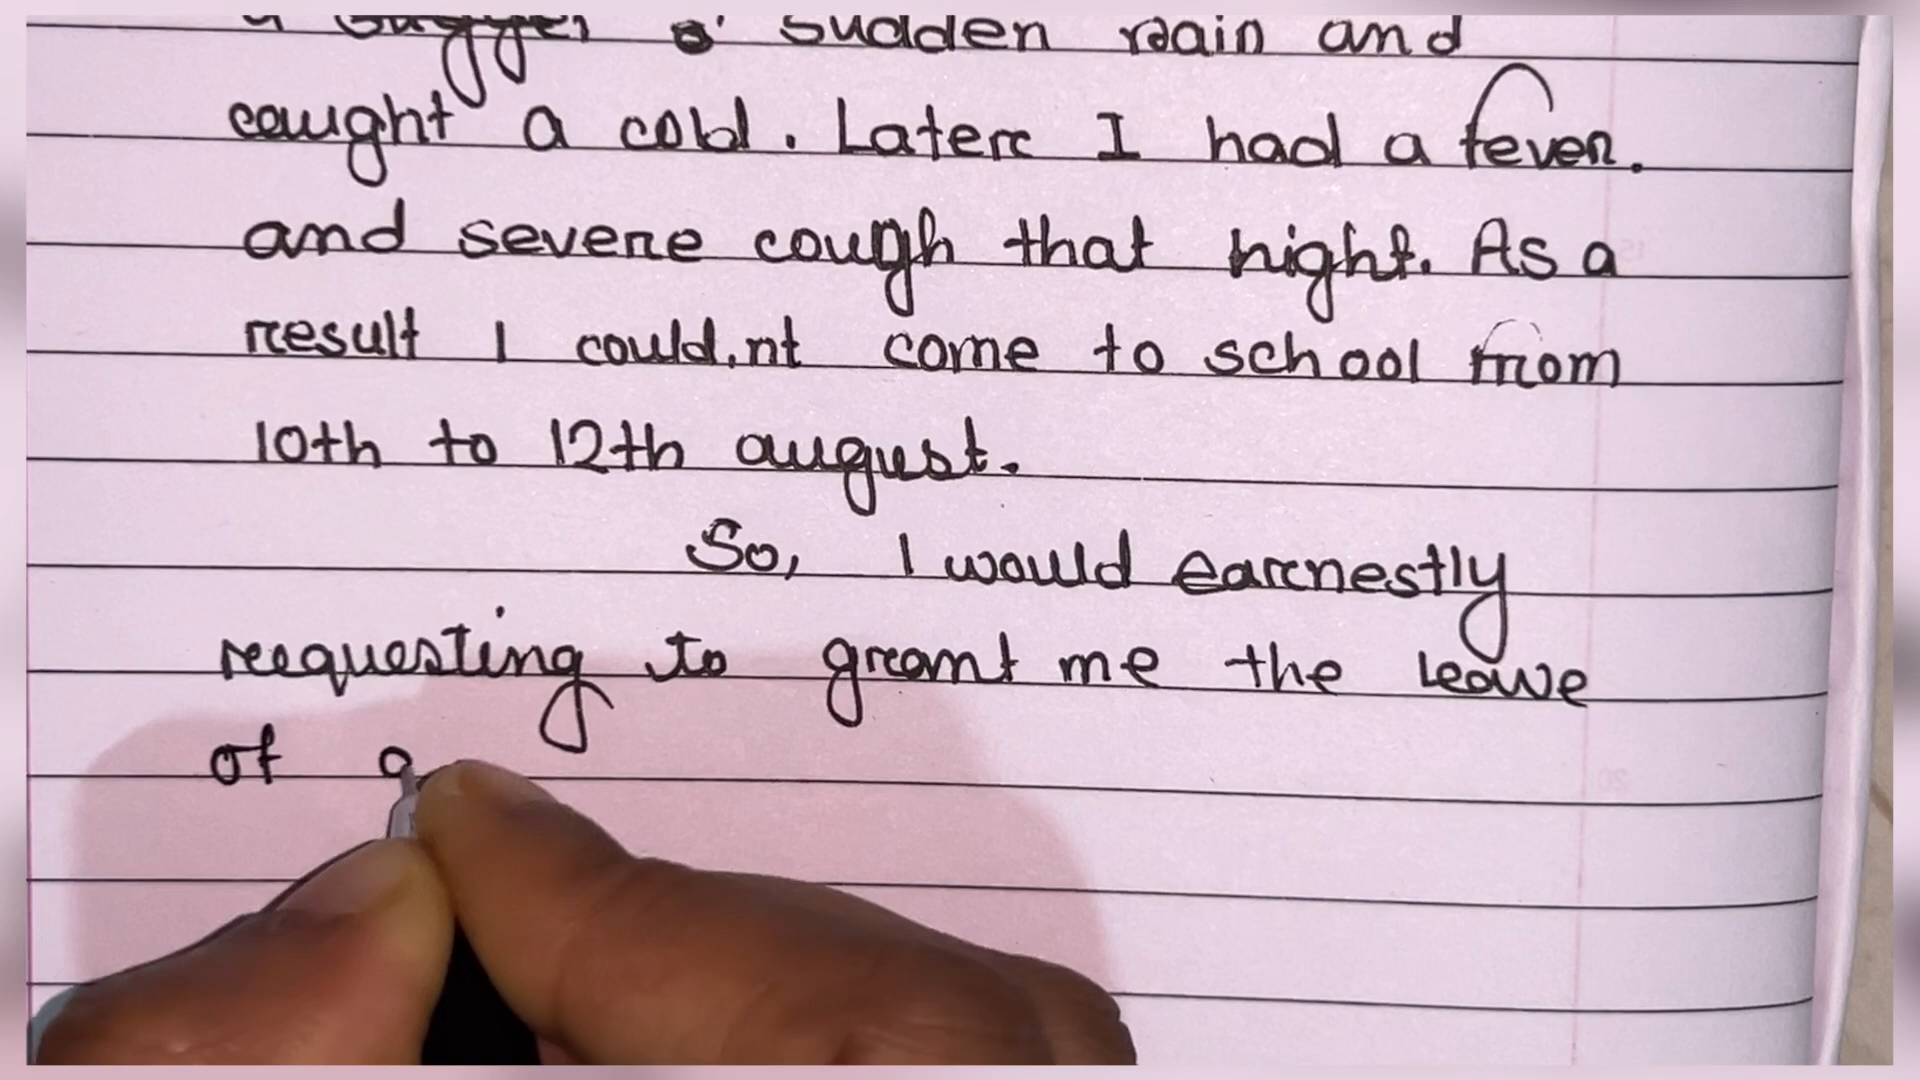 sudden rain and
caught a cold. Later I had a fever.
and severe cough that night. As a
result I could.nt come to school from
10th to 12th august.
So, I would earnestly
requesting to grant me the leave
of a